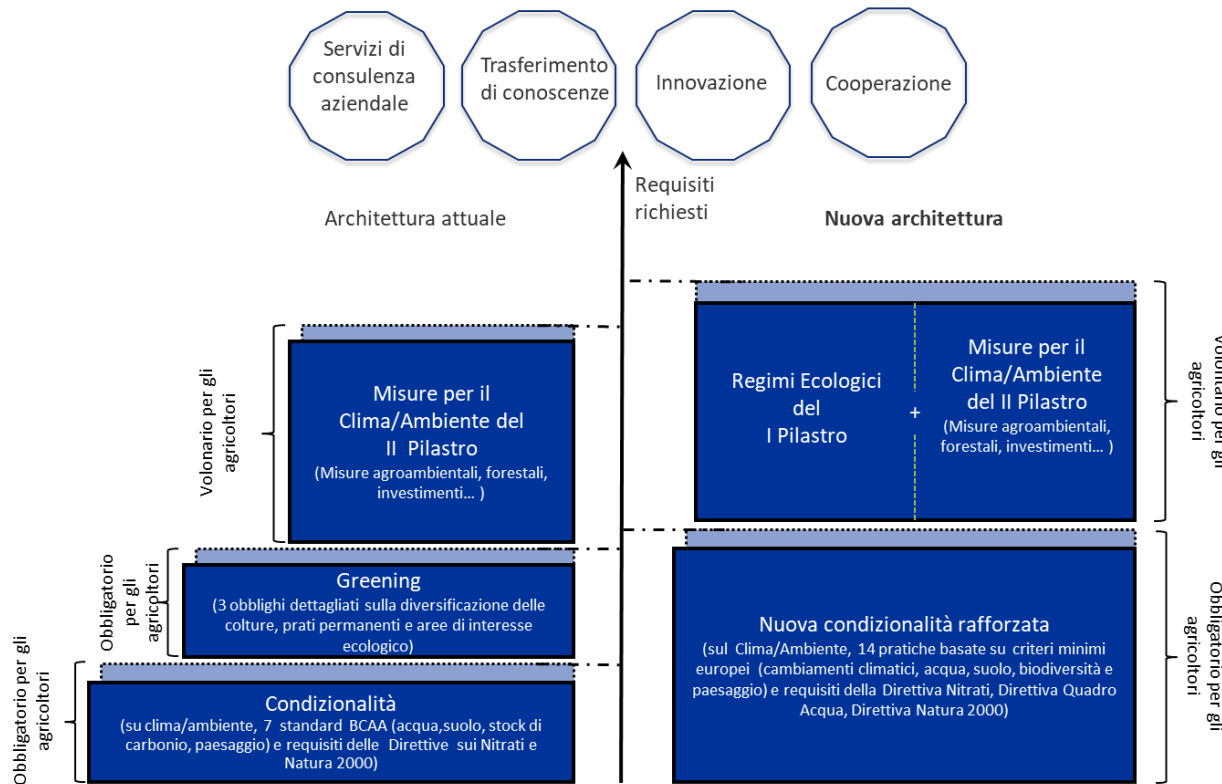 Servizi di
consulenza
aziendale
Trasferimento
di conoscenze
Innovazione
Cooperazione
Requisiti
richiesti
Architettura attuale
Nuova architettura
Volonario per gli
agricoltori
Misure per il
Clima/Ambiente del
II Pilastro
(Misure agroambientali, forestali,
investimenti... )
Obbligatorio
per gli
agricoltori
Greening
(3 obblighi dettagliati sulla diversificazione delle
colture, prati permanenti e aree di interesse
ecologico)
Obbligatorio per gli
agricoltori
Condizionalità
(su clima/ambiente, 7 standard BCAA (acqua,suolo, stock di
carbonio, paesaggio) e requisiti delle Direttive sui Nitrati e
Natura 2000)
Regimi Ecologici
del
I Pilastro
+
Misure per il
Clima/Ambiente
del II Pilastro
(Misure agroambientali,
forestali, investimenti... )
Volontario per gli
agricoltori
Nuova condizionalità rafforzata
(sul Clima/Ambiente, 14 pratiche basate su criteri minimi
europei (cambiamenti climatici, acqua, suolo, biodiversità e
paesaggio) e requisiti della Direttiva Nitrati, Direttiva Quadro
Acqua, Direttiva Natura 2000)
Obbligatorio per gli
agricoltori